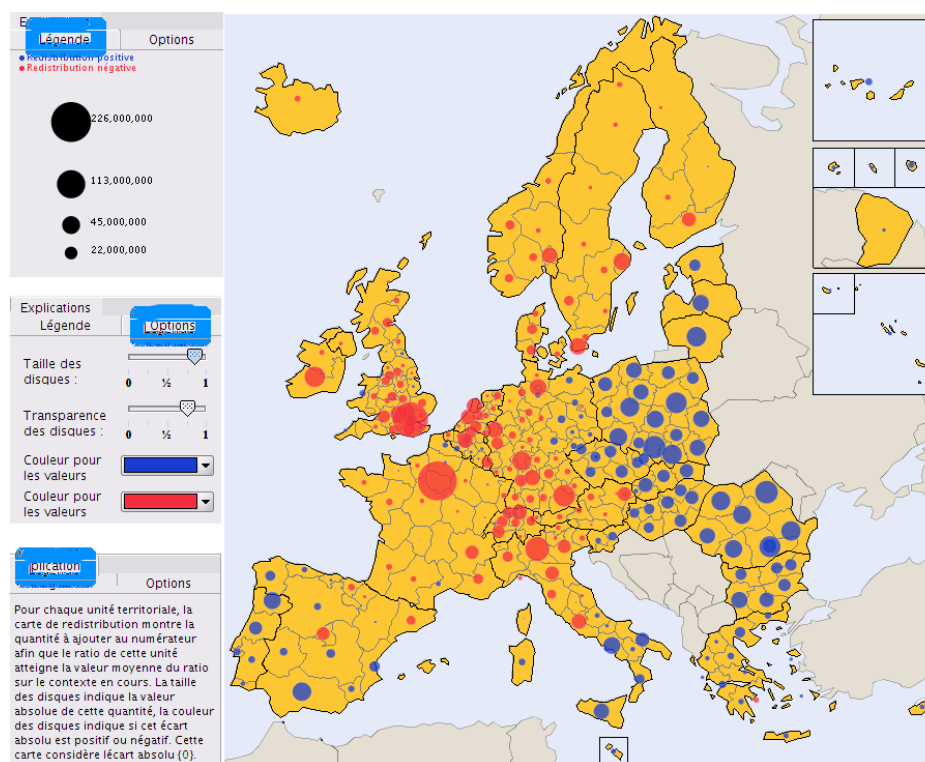 Légende
Options
Redistribution positive
Redistribution négative
226,000,000
113,000,000
45,000,000
22,000,000
Explications
Légende
Options
Taille des
disques :
0 ½ 1
Transparence
des disques :
0 ½ 1
Couleur pour
les valeurs
Couleur pour
les valeurs
plication
Options
Pour chaque unité territoriale, la
carte de redistribution montre la
quantité à ajouter au numérateur
afin que le ratio de cette unité
atteigne la valeur moyenne du ratio
sur le contexte en cours. La taille
des disques indique la valeur
absolue de cette quantité, la couleur
des disques indique si cet écart
absolu est positif ou négatif. Cette
carte considère lécart absolu (0).